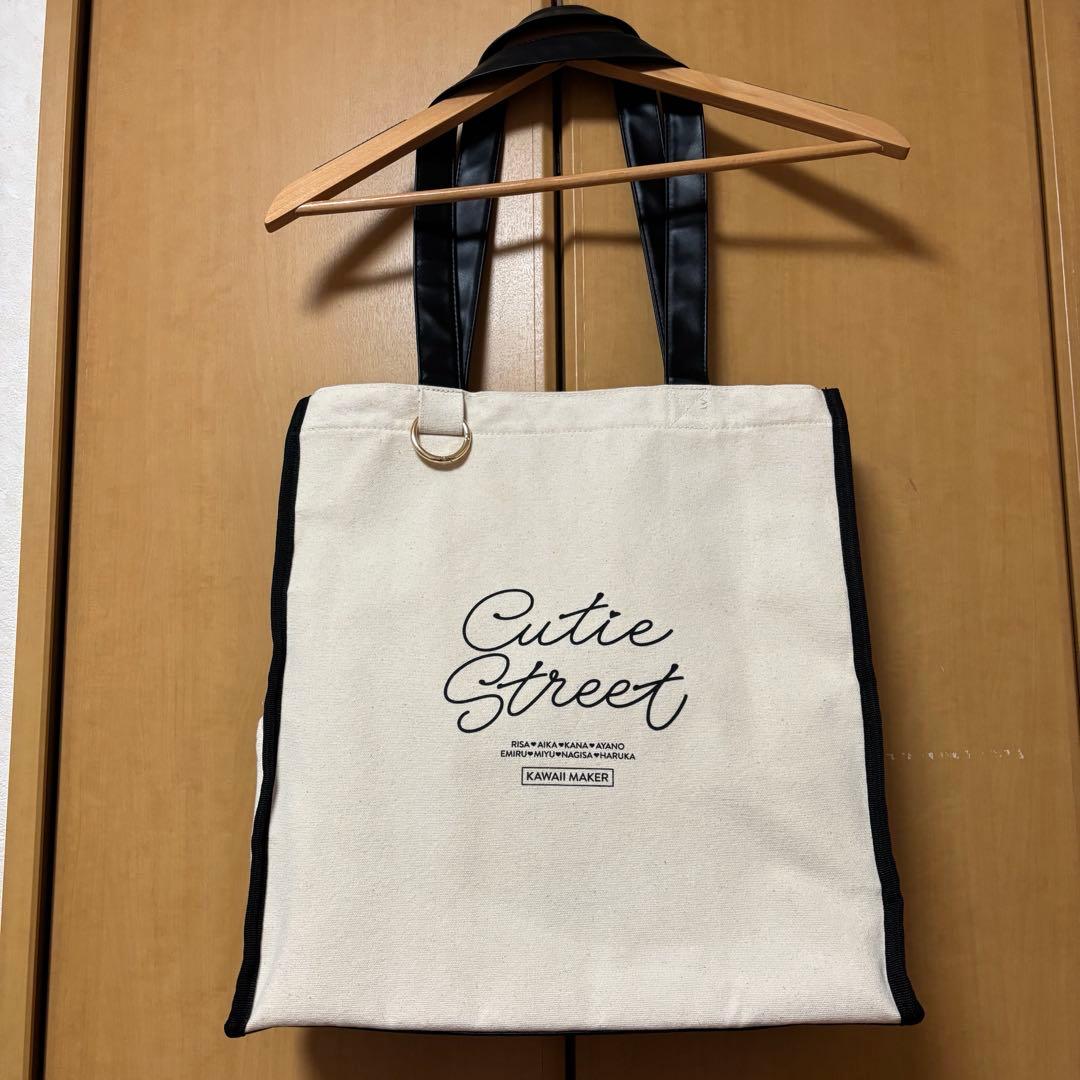 Cutie
Street
RISA♥AIKA♥KANA♥AYANO
EMIRU♥MIYU♥NAGISA♥HARUKA
KAWAII MAKER